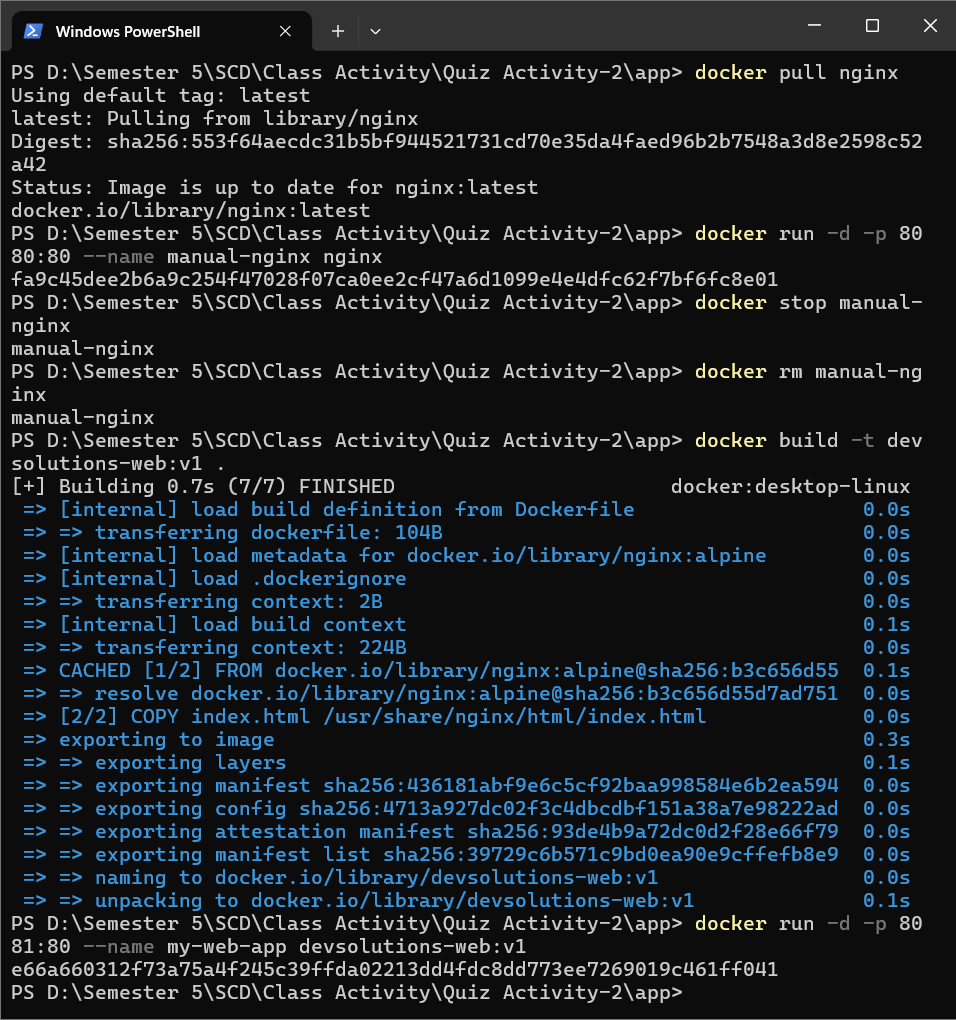 Windows PowerShell
PS D:\Semester 5\SCD\Class Activity\Quiz Activity-2\app> docker pull nginx
Using default tag: latest
latest: Pulling from library/nginx
Digest: sha256:553f64aecdc31b5bf944521731cd70e35da4faed96b2b7548a3d8e2598c52
a42
Status: Image is up to date for nginx:latest
docker.io/library/nginx:latest
PS D:\Semester 5\SCD\Class Activity\Quiz Activity-2\app> docker run -d -p 80
80:80 --name manual-nginx nginx
fa9c45dee2b6a9c254f47028f07ca0ee2cf47a6d1099e4e4dfc62f7bf6fc8e01
PS D:\Semester 5\SCD\Class Activity\Quiz Activity-2\app> docker stop manual-
nginx
manual-nginx
PS D:\Semester 5\SCD\Class Activity\Quiz Activity-2\app> docker rm manual-ng
inx
manual-nginx
PS D:\Semester 5\SCD\Class Activity\Quiz Activity-2\app> docker build -t dev
solutions-web:v1 .
[+] Building 0.7s (7/7) FINISHED docker:desktop-linux
=> [internal] load build definition from Dockerfile 0.0s
=> => transferring dockerfile: 104B 0.0s
=> [internal] load metadata for docker.io/library/nginx:alpine 0.0s
=> [internal] load .dockerignore 0.0s
=> => transferring context: 2B 0.0s
=> [internal] load build context 0.1s
=> => transferring context: 224B 0.0s
=> CACHED [1/2] FROM docker.io/library/nginx:alpine@sha256:b3c656d55 0.1s
=> => resolve docker.io/library/nginx:alpine@sha256:b3c656d55d7ad751 0.0s
=> [2/2] COPY index.html /usr/share/nginx/html/index.html 0.0s
=> exporting to image 0.3s
=> => exporting layers 0.1s
=> => exporting manifest sha256:436181abf9e6c5cf92baa998584e6b2ea594 0.0s
=> => exporting config sha256:4713a927dc02f3c4dbcdbf151a38a7e98222ad 0.0s
=> => exporting attestation manifest sha256:93de4b9a72dc0d2f28e66f79 0.0s
=> => exporting manifest list sha256:39729c6b571c9bd0ea90e9cffefb8e9 0.0s
=> => naming to docker.io/library/devsolutions-web:v1 0.0s
=> => unpacking to docker.io/library/devsolutions-web:v1 0.1s
PS D:\Semester 5\SCD\Class Activity\Quiz Activity-2\app> docker run -d -p 80
81:80 --name my-web-app devsolutions-web:v1
e66a660312f73a75a4f245c39ffda02213dd4fdc8dd773ee7269019c461ff041
PS D:\Semester 5\SCD\Class Activity\Quiz Activity-2\app>